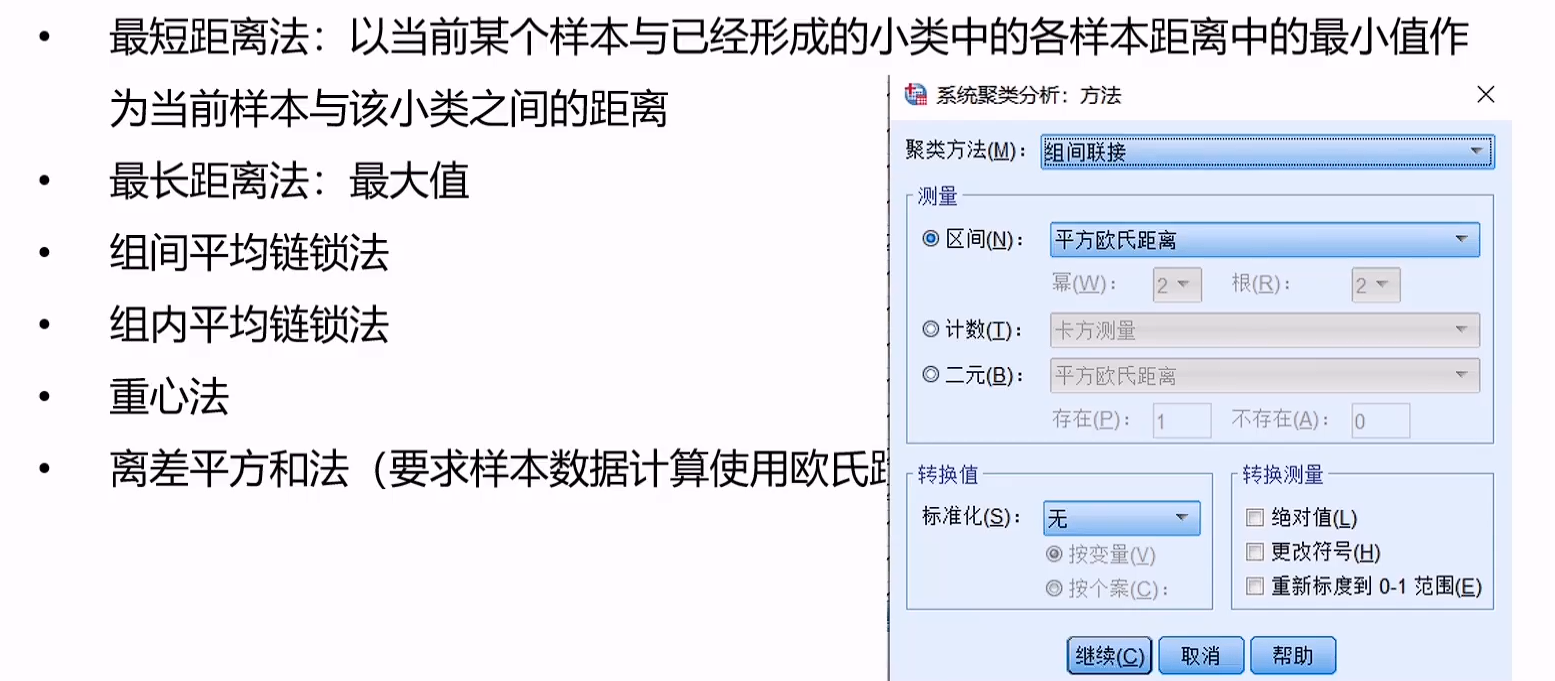 • 最短距离法：以当前某个样本与已经形成的小类中的各样本距离中的最小值作
为当前样本与该小类之间的距离
• 最长距离法：最大值
• 组间平均链锁法
• 组内平均链锁法
• 重心法
• 离差平方和法（要求样本数据计算使用欧氏
系统聚类分析：方法
聚类方法(M)： 组间联接
测量
区间(N)： 平方欧氏距离
幂(W)： 2 根(R)： 2
计数(T)： 卡方测量
二元(B)： 平方欧氏距离
存在(P)： 1 不存在(A)： 0
转换值
标准化(S)： 无
按变量(V)
按个案(C)：
转换测量
绝对值(L)
更改符号(H)
重新标度到 0-1 范围(E)
继续(C) 取消 帮助